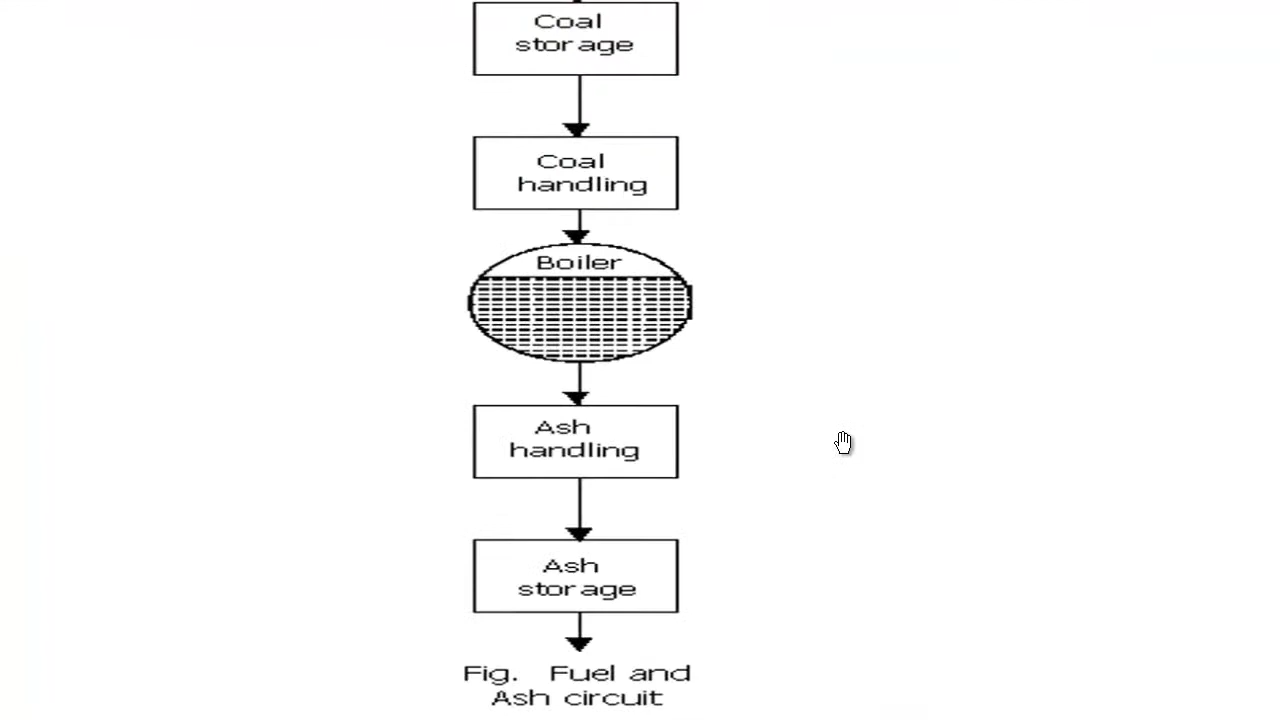 Coal
storage
Coal
handling
Boiler
Ash
handling
Ash
storage
Fig. Fuel and
Ash circuit